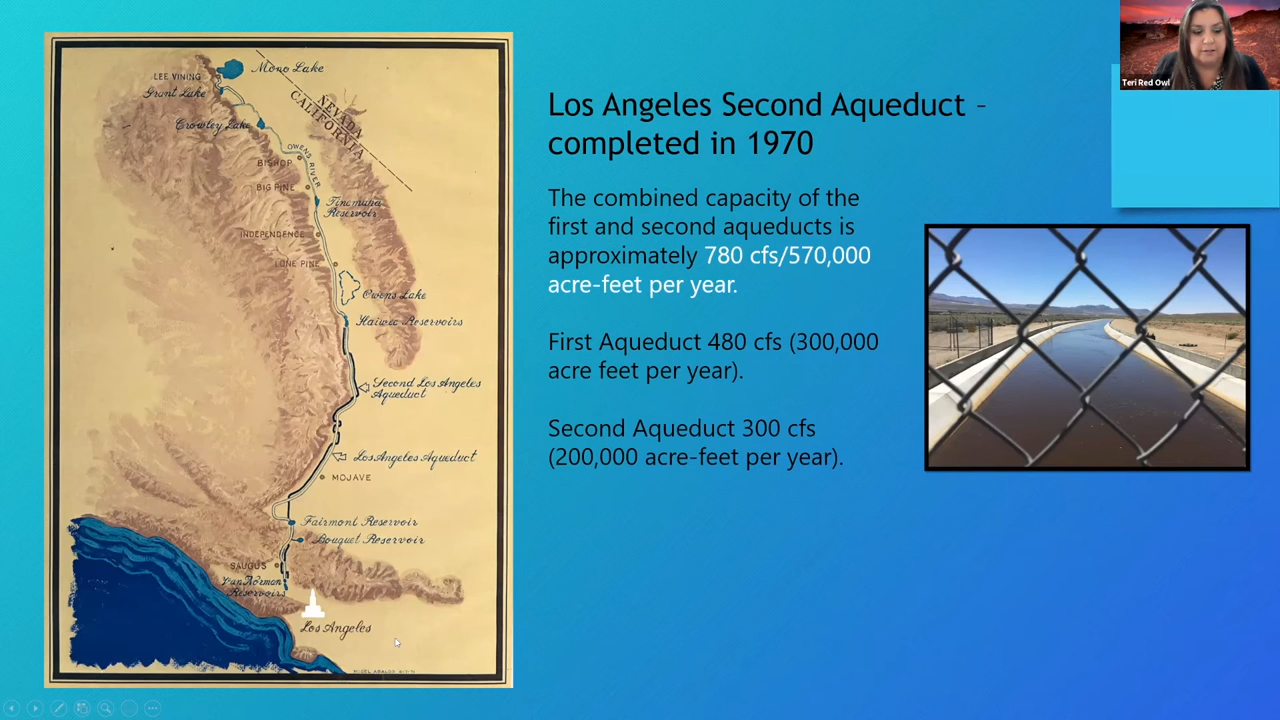 Mono Lake
LEE VINING
Grant Lake
NEVADA
CALIFORNIA
Crowley Lake
OWENS RIVER
BISHOP
BIG PINE
Tinemaha
Reservoir
INDEPENDENCE
LONE PINE
Owens Lake
Haiwee Reservoirs
Second Los Angeles
Aqueduct
Los Angeles Aqueduct
MOJAVE
Fairmont Reservoir
Bouquet Reservoir
SAUGUS
Van Norman
Reservoirs
Los Angeles
Los Angeles Second Aqueduct –
completed in 1970
The combined capacity of the
first and second aqueducts is
approximately 780 cfs/570,000
acre-feet per year.
First Aqueduct 480 cfs (300,000
acre feet per year).
Second Aqueduct 300 cfs
(200,000 acre-feet per year).
Teri Red Owl